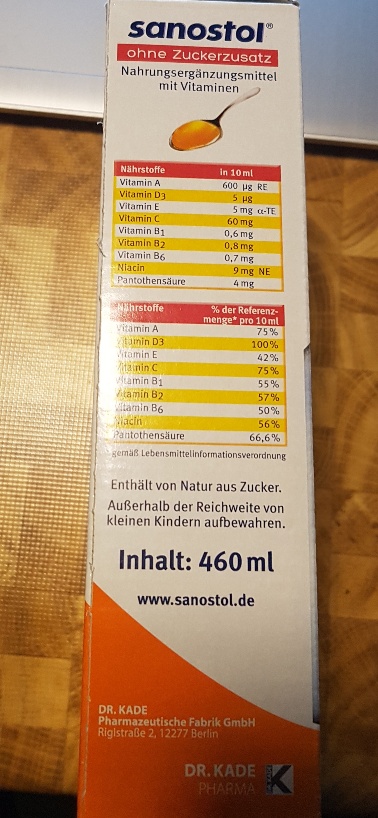 sanostol®
ohne Zuckerzusatz
Nahrungsergänzungsmittel
mit Vitaminen
Nährstoffe in 10 ml
Vitamin A 600 µg RE
Vitamin D3 5 µg
Vitamin E 5 mg α-TE
Vitamin C 60 mg
Vitamin B1 0,6 mg
Vitamin B2 0,8 mg
Vitamin B6 0,7 mg
Niacin 9 mg NE
Pantothensäure 4 mg
Nährstoffe % der Referenz-
menge* pro 10 ml
Vitamin A 75%
Vitamin D3 100%
Vitamin E 42%
Vitamin C 75%
Vitamin B1 55%
Vitamin B2 57%
Vitamin B6 50%
Niacin 56%
Pantothensäure 66,6%
gemäß Lebensmittelinformationsverordnung
Enthält von Natur aus Zucker.
Außerhalb der Reichweite von
kleinen Kindern aufbewahren.
Inhalt: 460 ml
www.sanostol.de
DR. KADE
Pharmazeutische Fabrik GmbH
Riglstraße 2, 12277 Berlin
DR. KADE
PHARMA
K